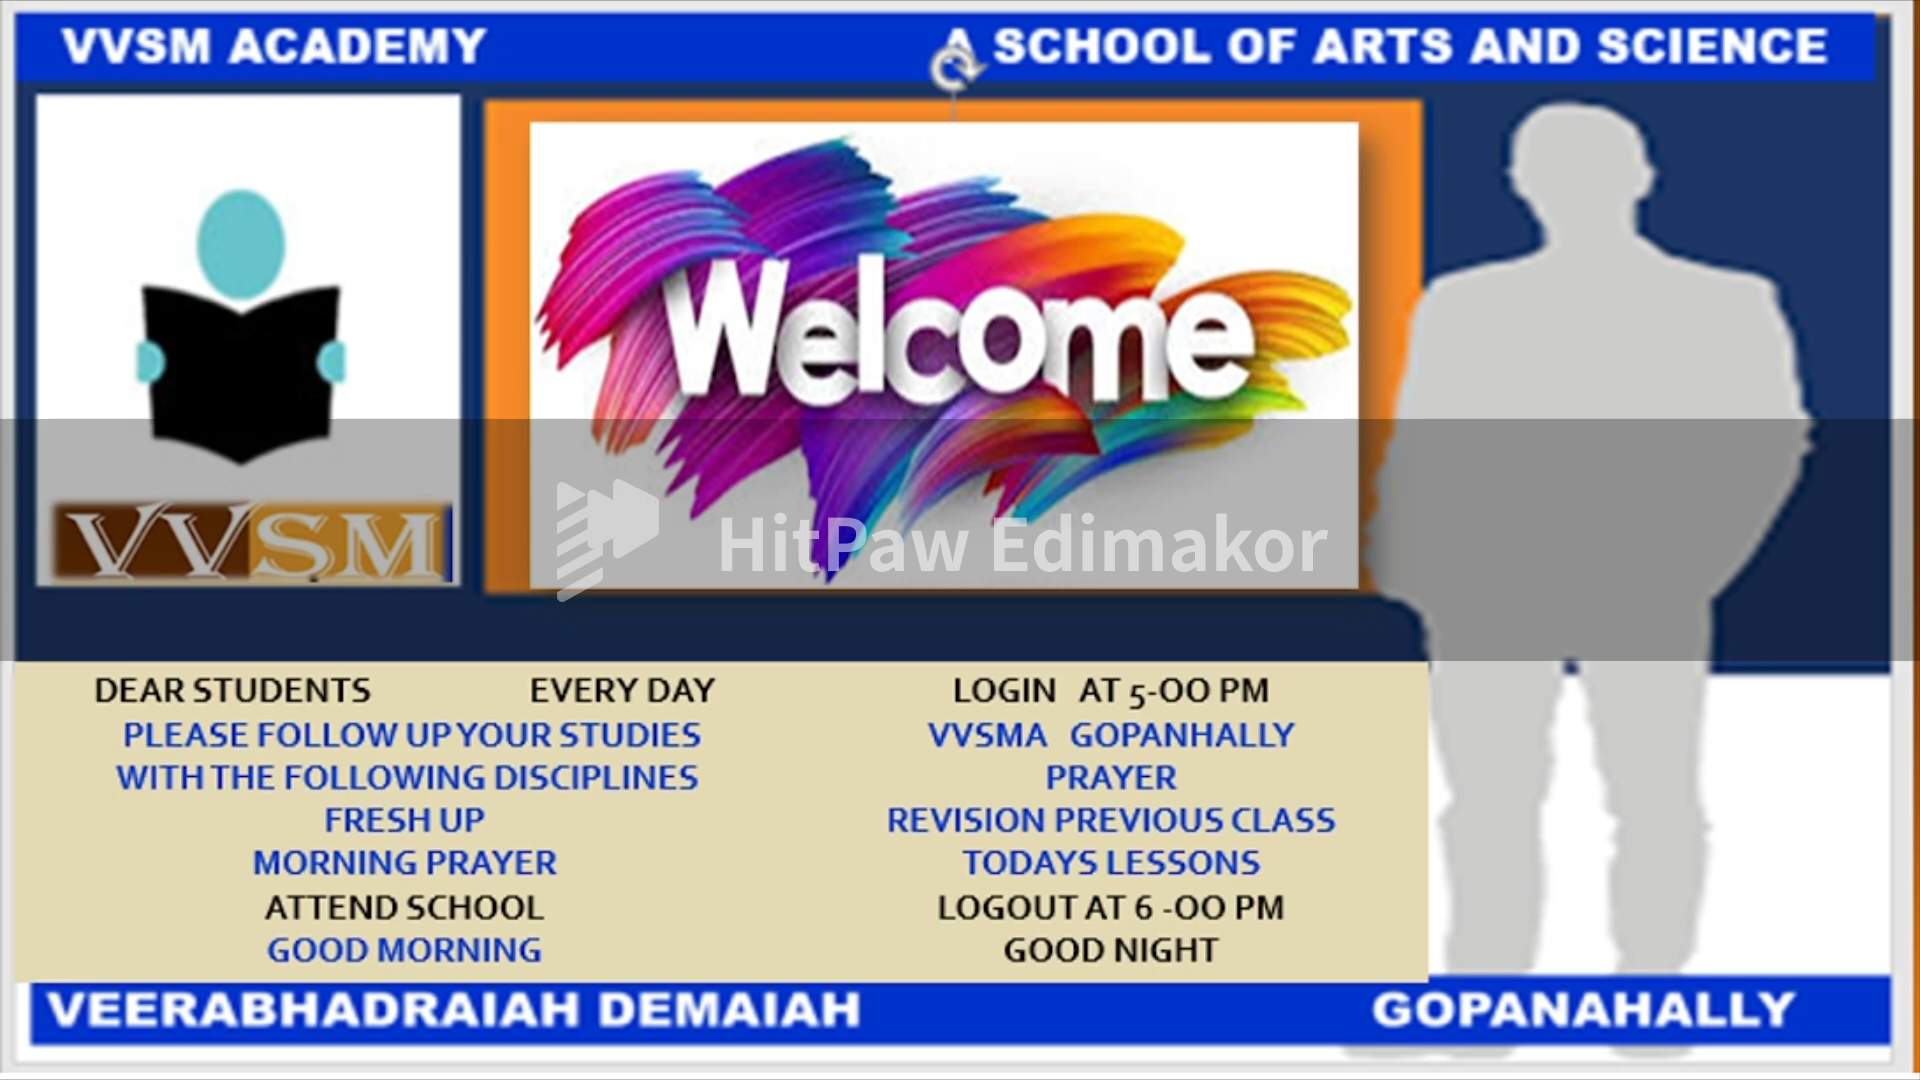 VVSM ACADEMY A SCHOOL OF ARTS AND SCIENCE
Welcome
VVSM
HitPaw Edimakor
DEAR STUDENTS EVERY DAY LOGIN AT 5-00 PM
PLEASE FOLLOW UP YOUR STUDIES VVSMA GOPANHALLY
WITH THE FOLLOWING DISCIPLINES PRAYER
FRESH UP REVISION PREVIOUS CLASS
MORNING PRAYER TODAYS LESSONS
ATTEND SCHOOL LOGOUT AT 6 -00 PM
GOOD MORNING GOOD NIGHT
VEERABHADRAIAH DEMAIAH GOPANAHALLY